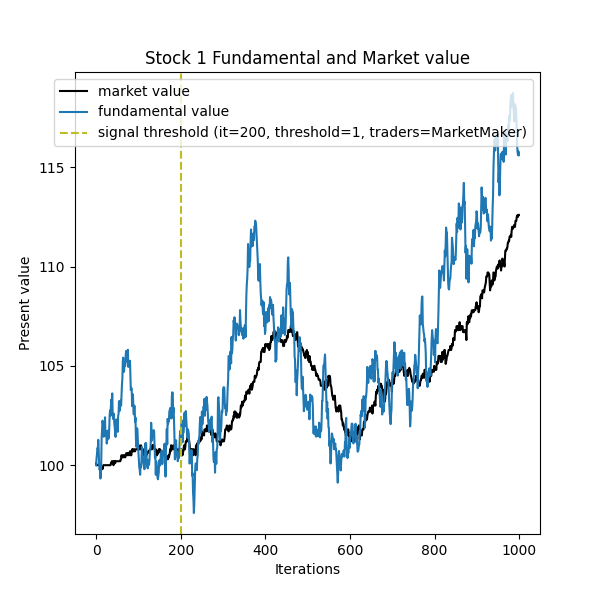 Stock 1 Fundamental and Market value
market value
fundamental value
signal threshold (it=200, threshold=1, traders=MarketMaker)
Present value
115
110
105
100
0 200 400 600 800 1000
Iterations